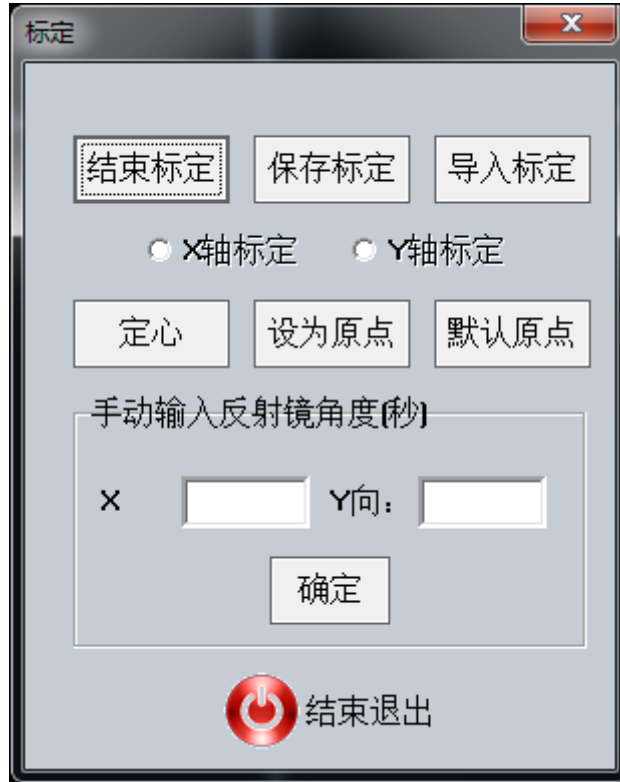 标定
结束标定 保存标定 导入标定
X轴标定 Y轴标定
定心 设为原点 默认原点
手动输入反射镜角度(秒)
X Y向：
确定
结束退出